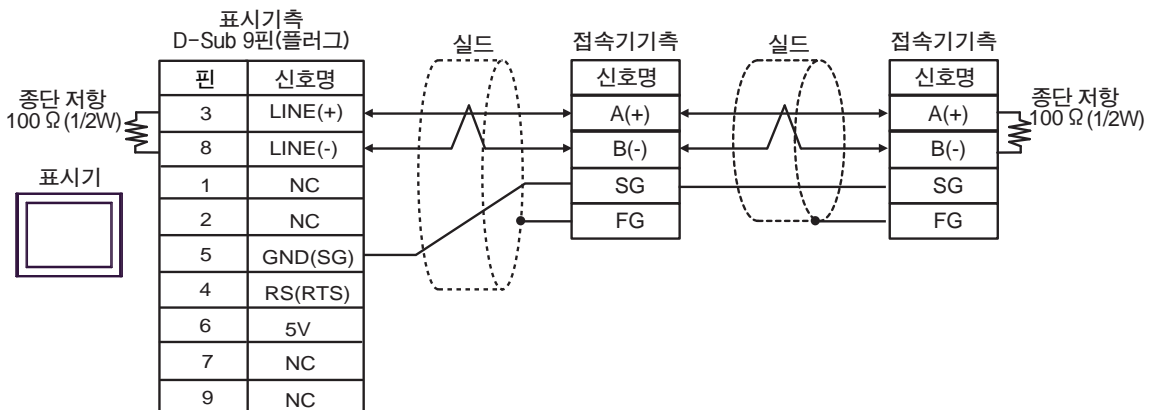 표시기측
D-Sub 9핀(플러그)
실드
접속기기측
실드
접속기기측
핀 신호명
신호명
신호명
종단 저항
100 Ω (1/2W)
3 LINE(+)
A(+)
A(+)
종단 저항
100 Ω (1/2W)
8 LINE(-)
B(-)
B(-)
표시기
1 NC
SG
SG
2 NC
FG
FG
5 GND(SG)
4 RS(RTS)
6 5V
7 NC
9 NC